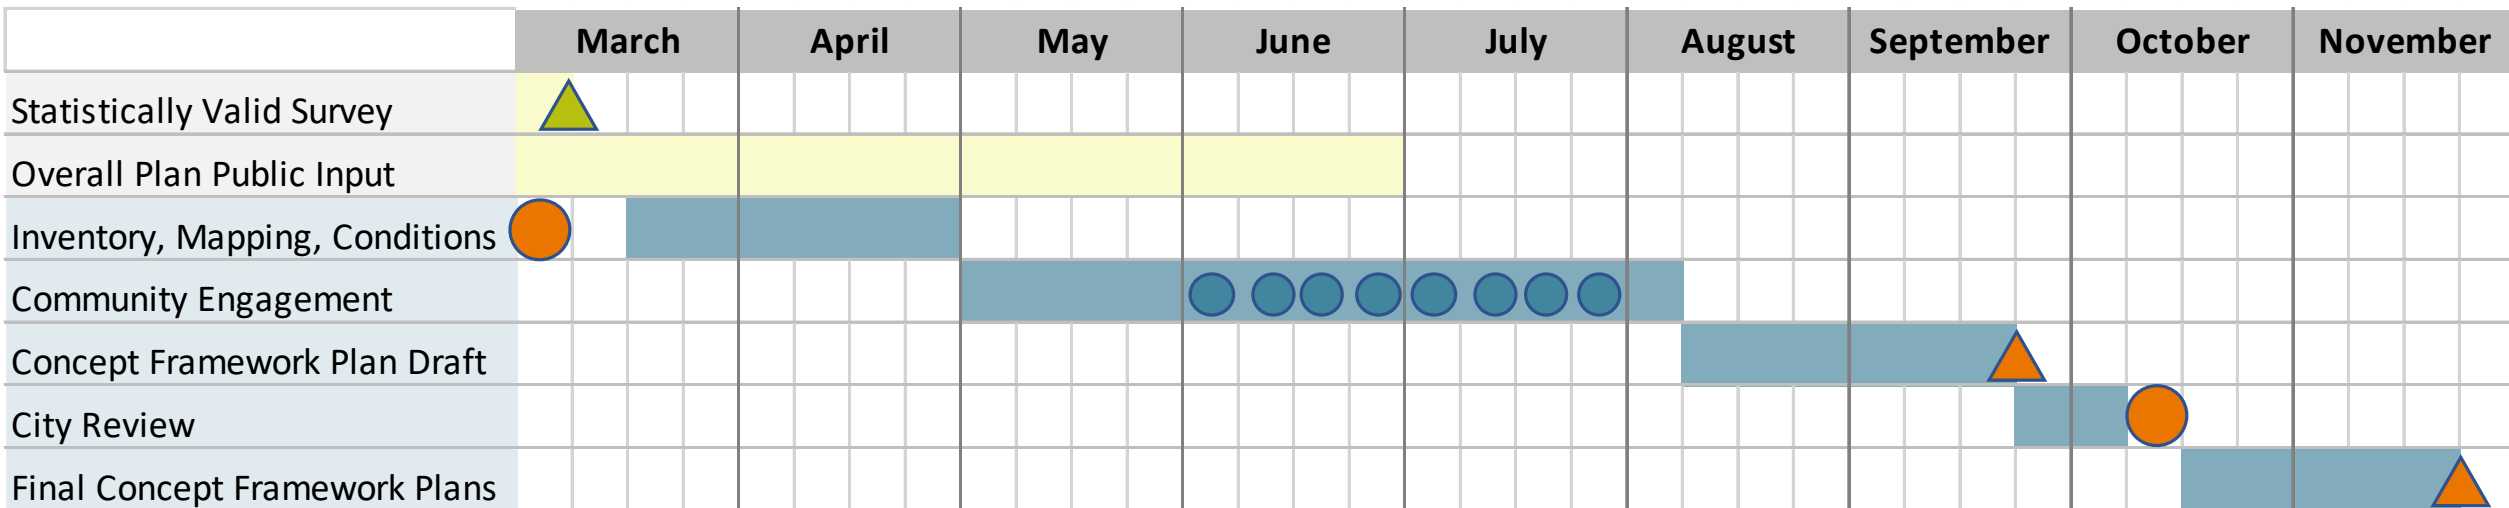 March April May June July August September October November
Statistically Valid Survey
Overall Plan Public Input
Inventory, Mapping, Conditions
Community Engagement
Concept Framework Plan Draft
City Review
Final Concept Framework Plans